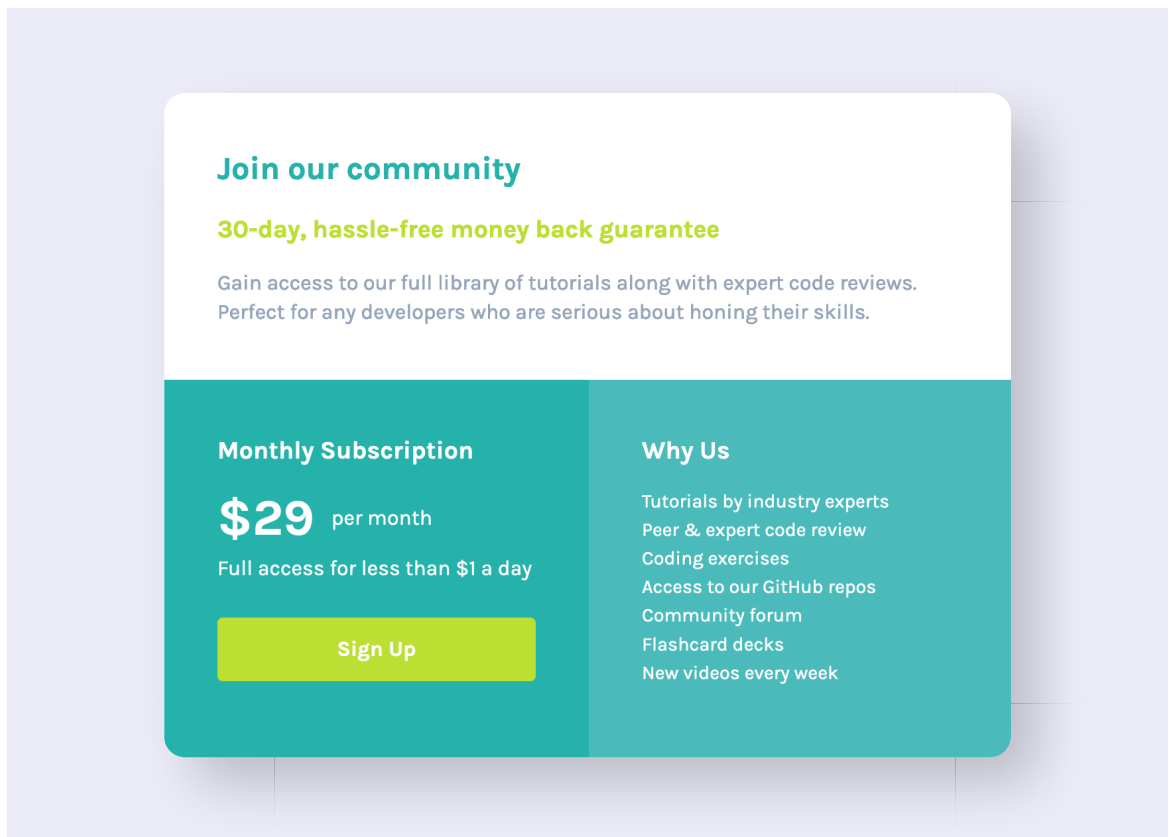 Join our community
30-day, hassle-free money back guarantee
Gain access to our full library of tutorials along with expert code reviews.
Perfect for any developers who are serious about honing their skills.
Monthly Subscription
$29 per month
Full access for less than $1 a day
Sign Up
Why Us
Tutorials by industry experts
Peer & expert code review
Coding exercises
Access to our GitHub repos
Community forum
Flashcard decks
New videos every week